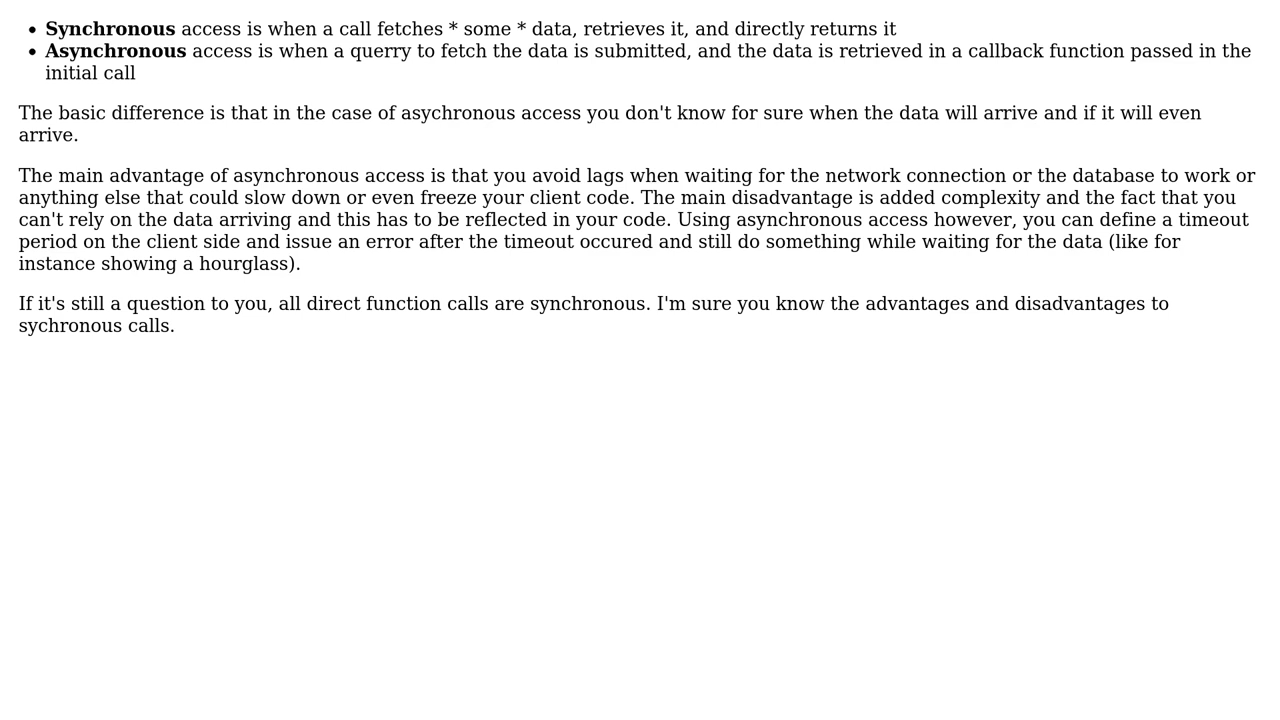 • Synchronous access is when a call fetches * some * data, retrieves it, and directly returns it
• Asynchronous access is when a querry to fetch the data is submitted, and the data is retrieved in a callback function passed in the
initial call
The basic difference is that in the case of asychronous access you don't know for sure when the data will arrive and if it will even
arrive.
The main advantage of asynchronous access is that you avoid lags when waiting for the network connection or the database to work or
anything else that could slow down or even freeze your client code. The main disadvantage is added complexity and the fact that you
can't rely on the data arriving and this has to be reflected in your code. Using asynchronous access however, you can define a timeout
period on the client side and issue an error after the timeout occured and still do something while waiting for the data (like for
instance showing a hourglass).
If it's still a question to you, all direct function calls are synchronous. I'm sure you know the advantages and disadvantages to
sychronous calls.